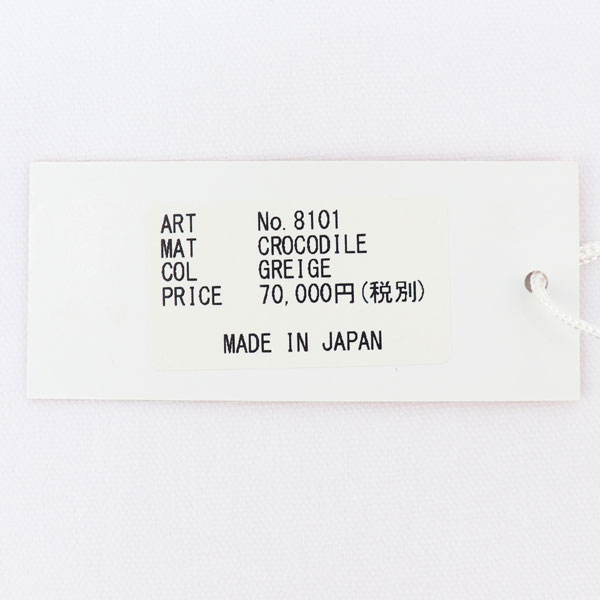 ART No. 8101
MAT CROCODILE
COL GREIGE
PRICE 70,000円(税別)
MADE IN JAPAN